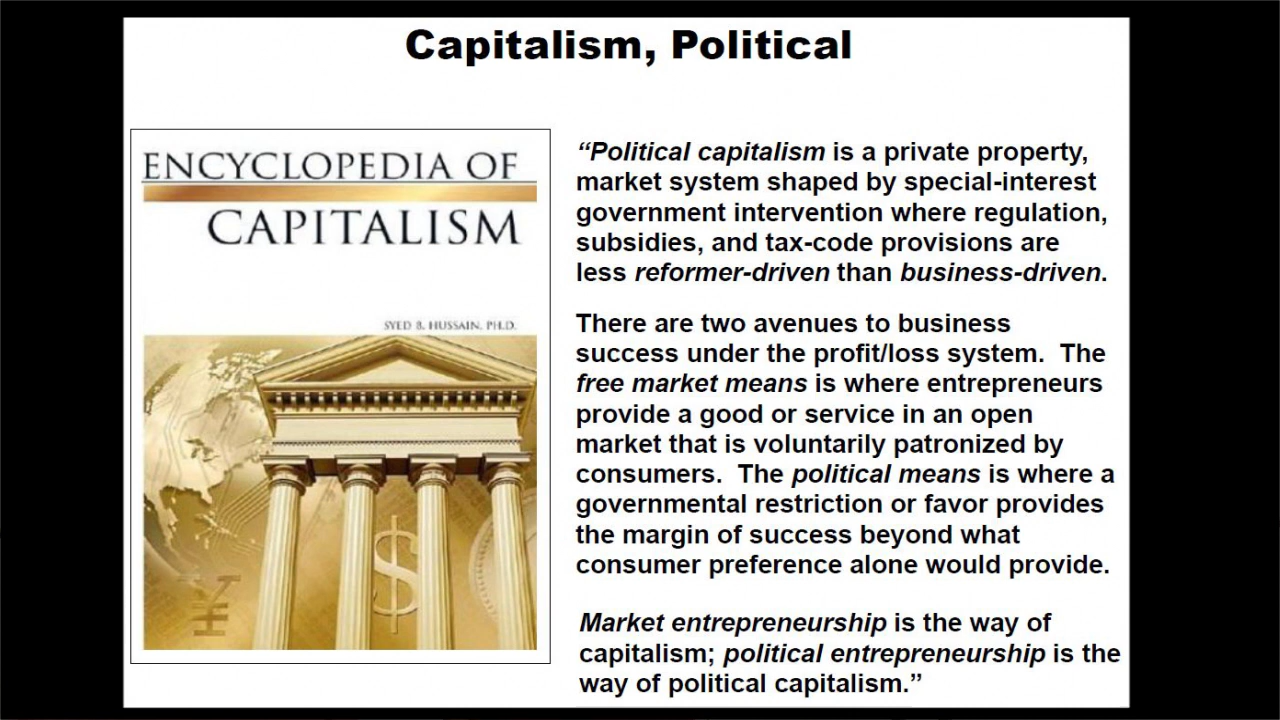 Capitalism, Political
ENCYCLOPEDIA OF
CAPITALISM
SYED B. HUSSAIN, PH.D.
$
“Political capitalism is a private property,
market system shaped by special-interest
government intervention where regulation,
subsidies, and tax-code provisions are
less reformer-driven than business-driven.
There are two avenues to business
success under the profit/loss system.  The
free market means is where entrepreneurs
provide a good or service in an open
market that is voluntarily patronized by
consumers.  The political means is where a
governmental restriction or favor provides
the margin of success beyond what
consumer preference alone would provide.
Market entrepreneurship is the way of
capitalism; political entrepreneurship is the
way of political capitalism.”